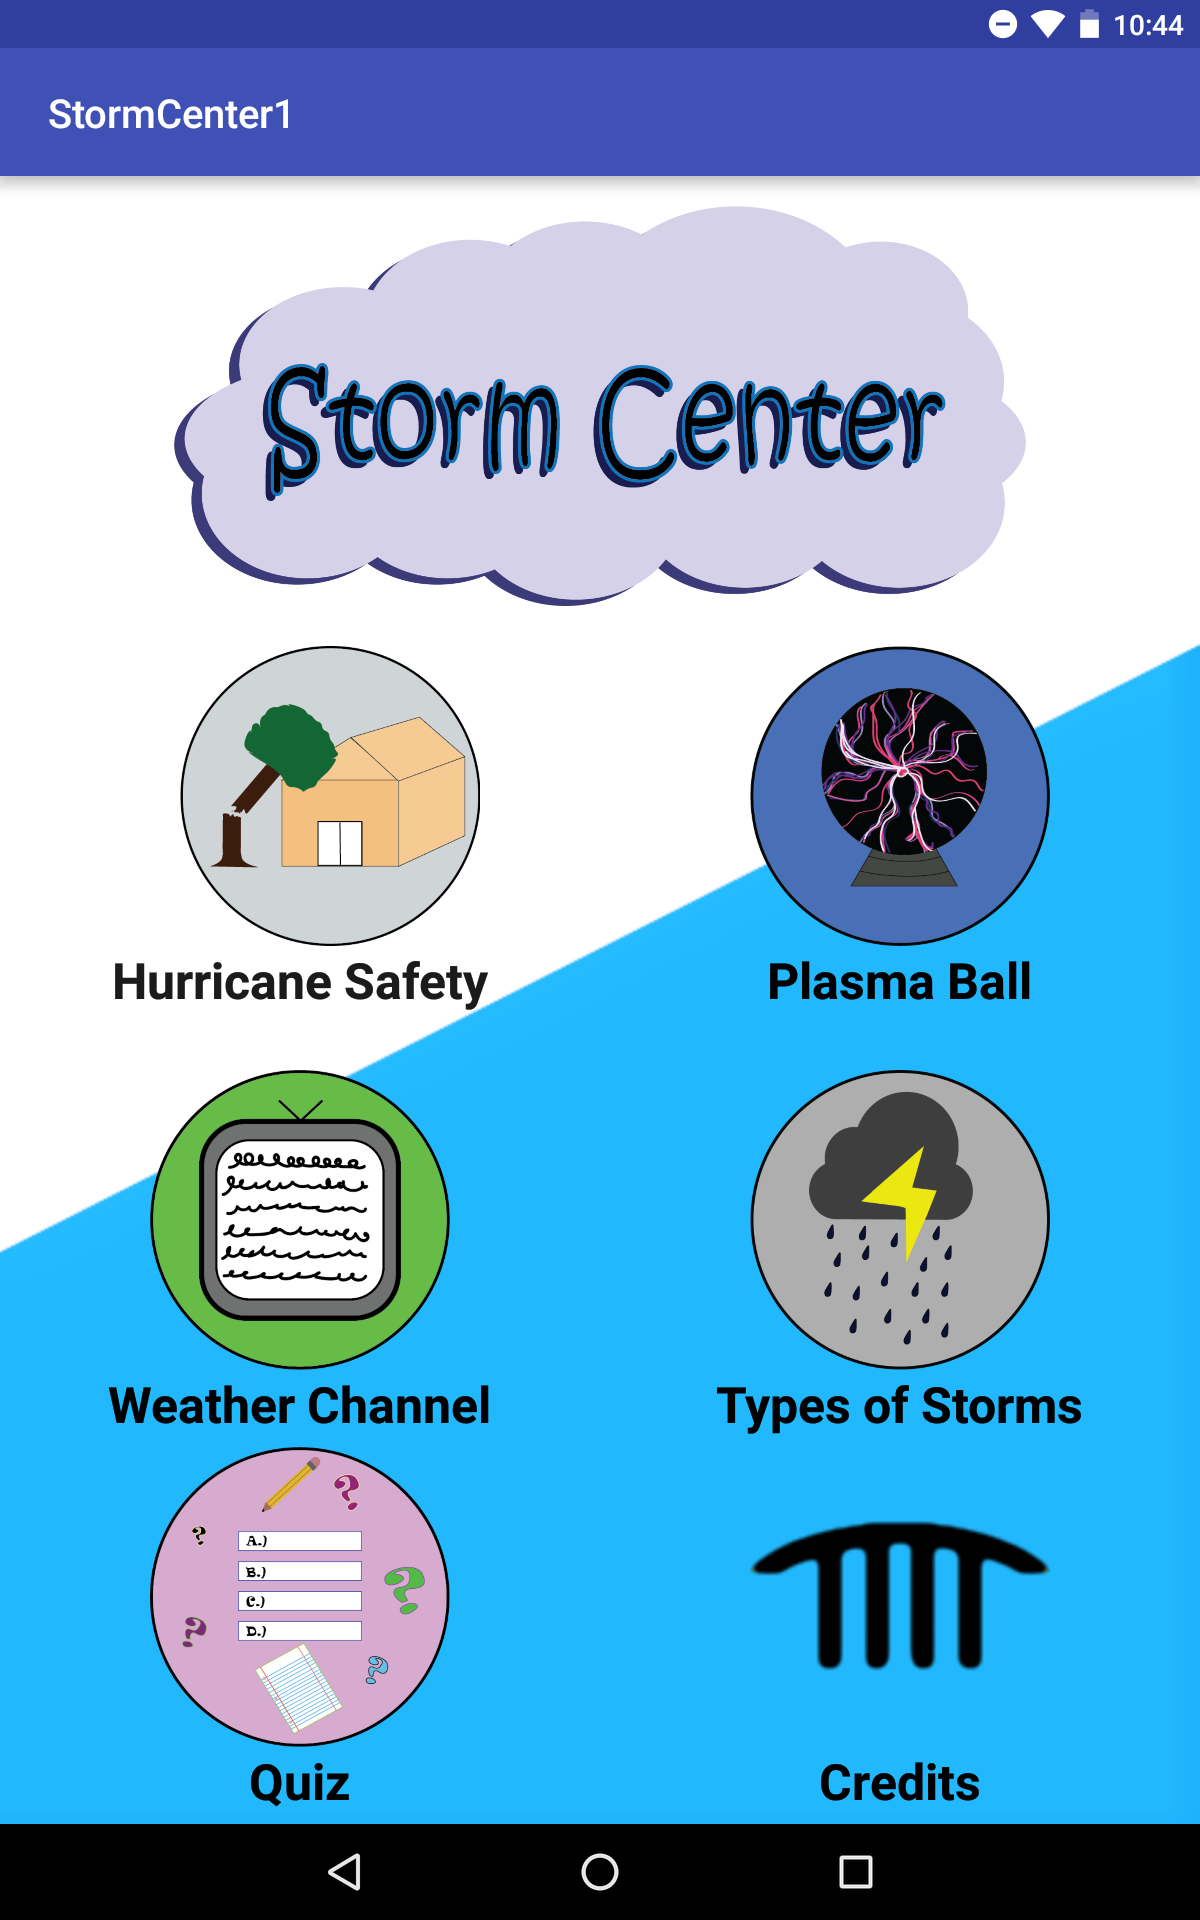 10:44
StormCenter1
Storm Center
Hurricane Safety
Plasma Ball
Weather Channel
Types of Storms
?
?
?
?
?
A.)
B.)
C.)
D.)
Quiz
Credits